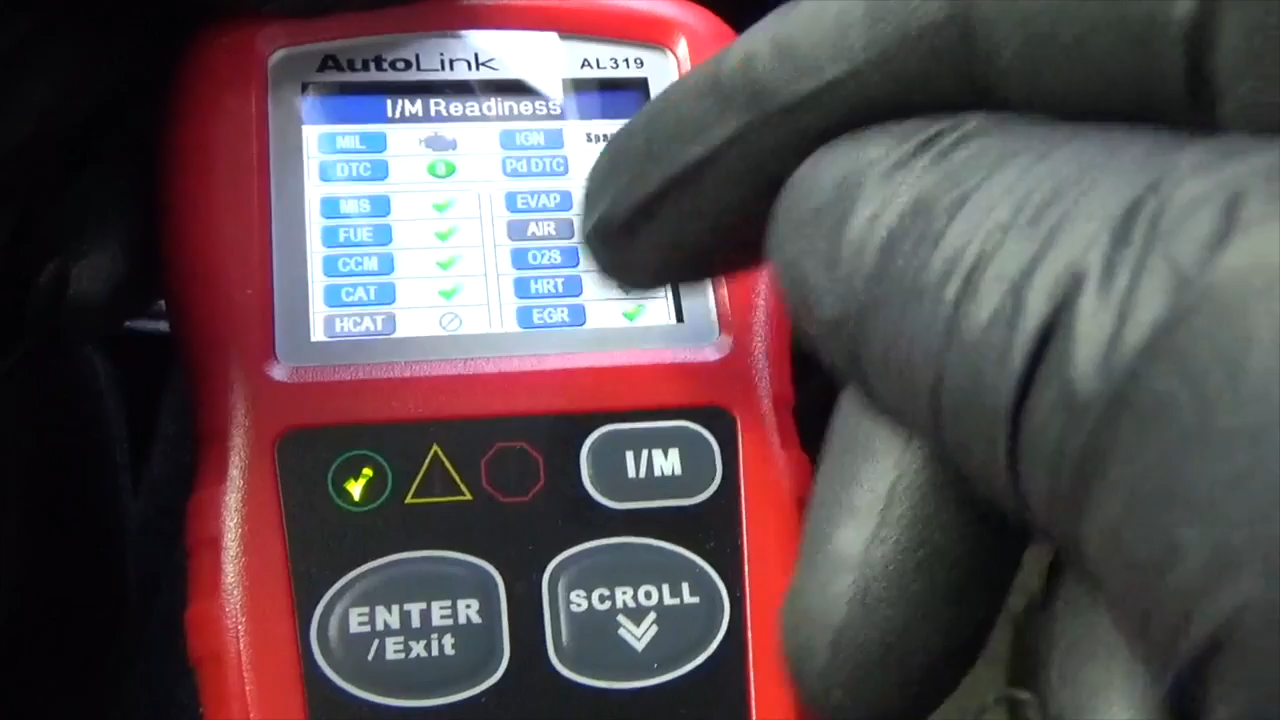 AutoLink AL319
I/M Readiness
MIL IGN
DTC 0 Pd DTC
MIS EVAP
FUE AIR
CCM O2S
CAT HRT
HCAT EGR
I/M
ENTER
/Exit
SCROLL